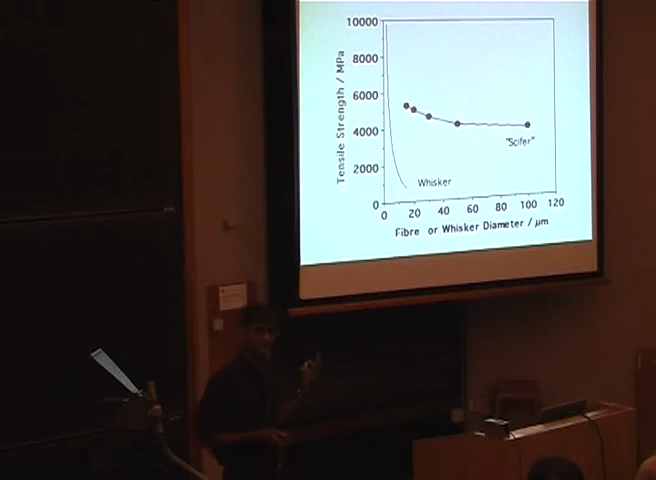 10000
8000
6000
4000
2000
0
Tensile Strength / MPa
"Scifer"
Whisker
0 20 40 60 80 100 120
Fibre or Whisker Diameter / µm